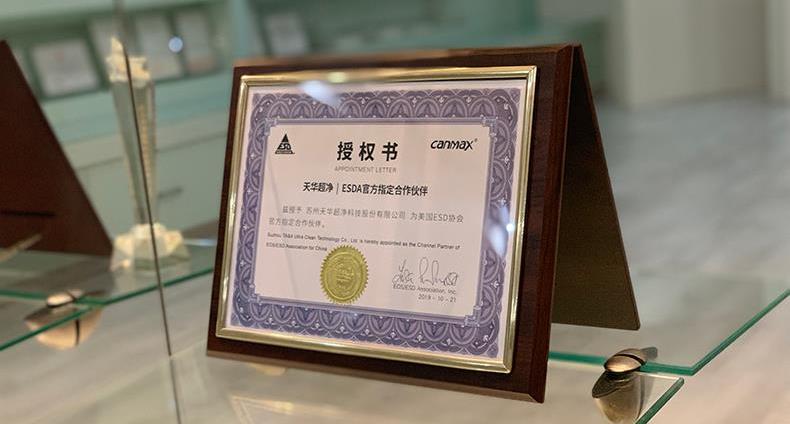 ESD
授权书
CANMAX
APPOINTMENT LETTER
天华超净 | ESDA官方指定合作伙伴
兹授予 苏州天华超净科技股份有限公司 为美国ESD协会
官方指定合作伙伴。
Suzhou TA&A Ultra Clean Technology Co., Ltd. is hereby appointed as the Channel Partner of
EOS/ESD Association for China
EOS/ESD Association, Inc.
2019 - 10 - 21